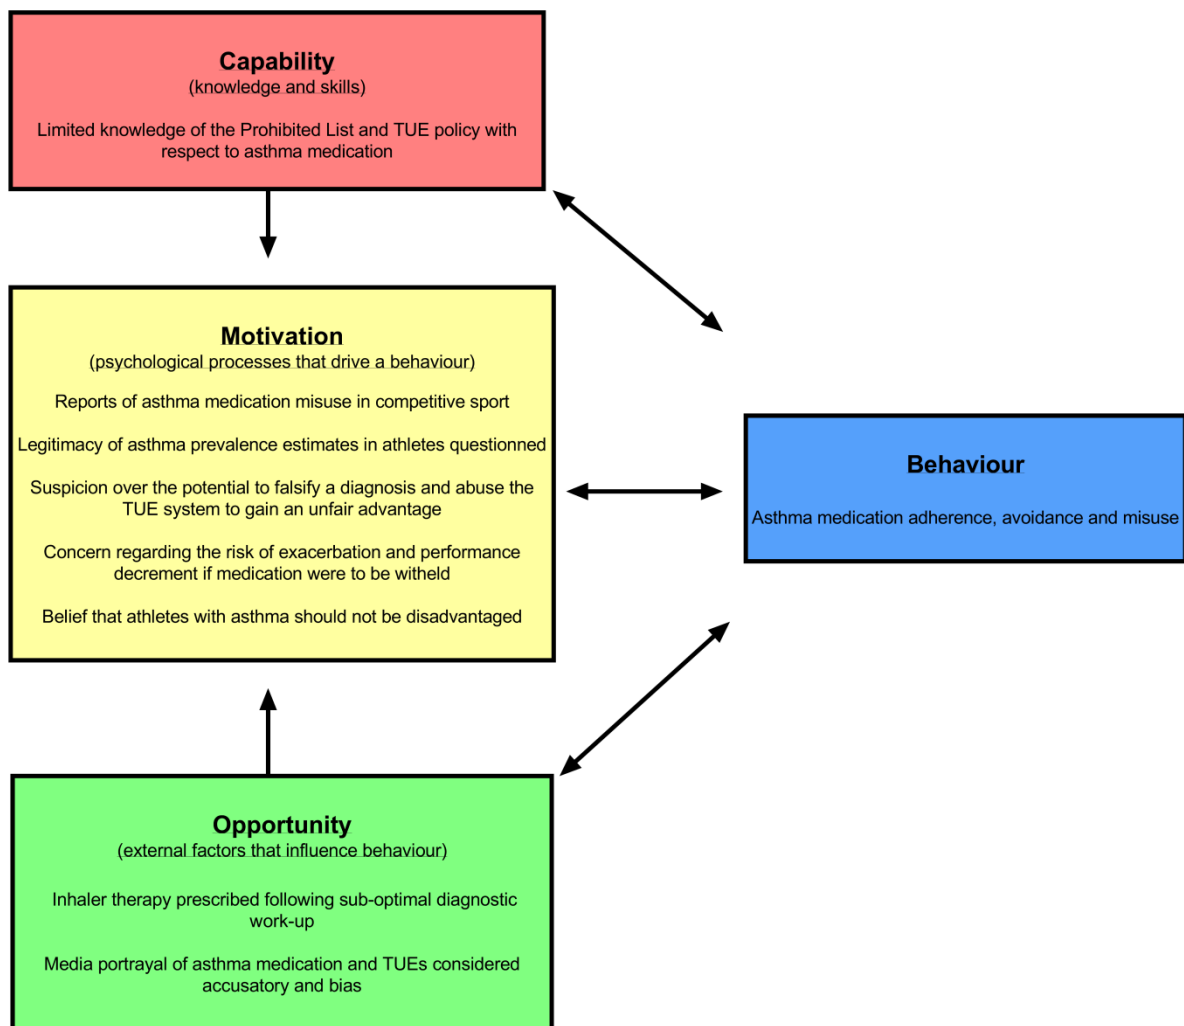 Capability
(knowledge and skills)
Limited knowledge of the Prohibited List and TUE policy with
respect to asthma medication
Motivation
(psychological processes that drive a behaviour)
Reports of asthma medication misuse in competitive sport
Legitimacy of asthma prevalence estimates in athletes questionned
Suspicion over the potential to falsify a diagnosis and abuse the
TUE system to gain an unfair advantage
Concern regarding the risk of exacerbation and performance
decrement if medication were to be witheld
Belief that athletes with asthma should not be disadvantaged
Behaviour
Asthma medication adherence, avoidance and misuse
Opportunity
(external factors that influence behaviour)
Inhaler therapy prescribed following sub-optimal diagnostic
work-up
Media portrayal of asthma medication and TUEs considered
accusatory and bias